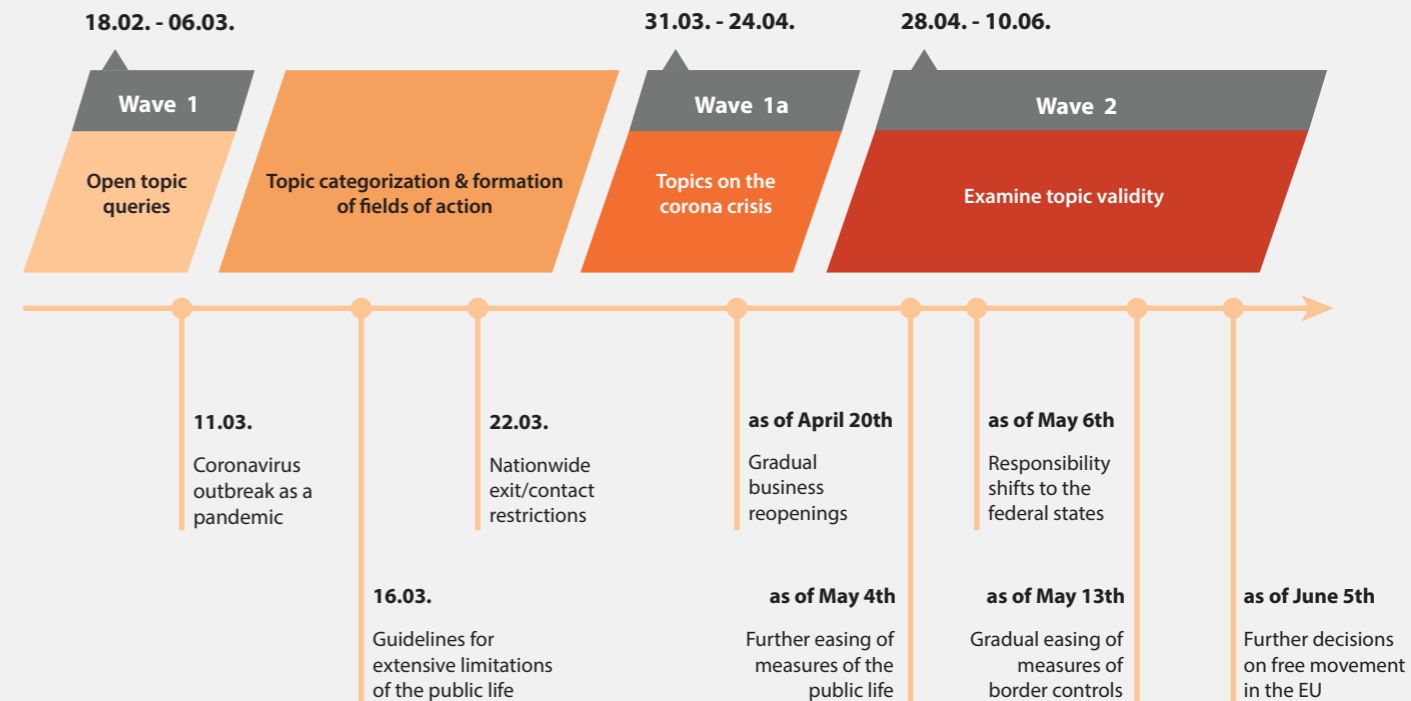 18.02. - 06.03.
31.03. - 24.04.
28.04. - 10.06.
Wave 1
Wave 1a
Wave 2
Open topic
queries
Topic categorization & formation
of fields of action
Topics on the
corona crisis
Examine topic validity
11.03.
Coronavirus
outbreak as a
pandemic
22.03.
Nationwide
exit/contact
restrictions
as of April 20th
Gradual
business
reopenings
as of May 6th
Responsibility
shifts to the
federal states
16.03.
Guidelines for
extensive limitations
of the public life
as of May 4th
Further easing of
measures of the
public life
as of May 13th
Gradual easing of
measures of
border controls
as of June 5th
Further decisions
on free movement
in the EU